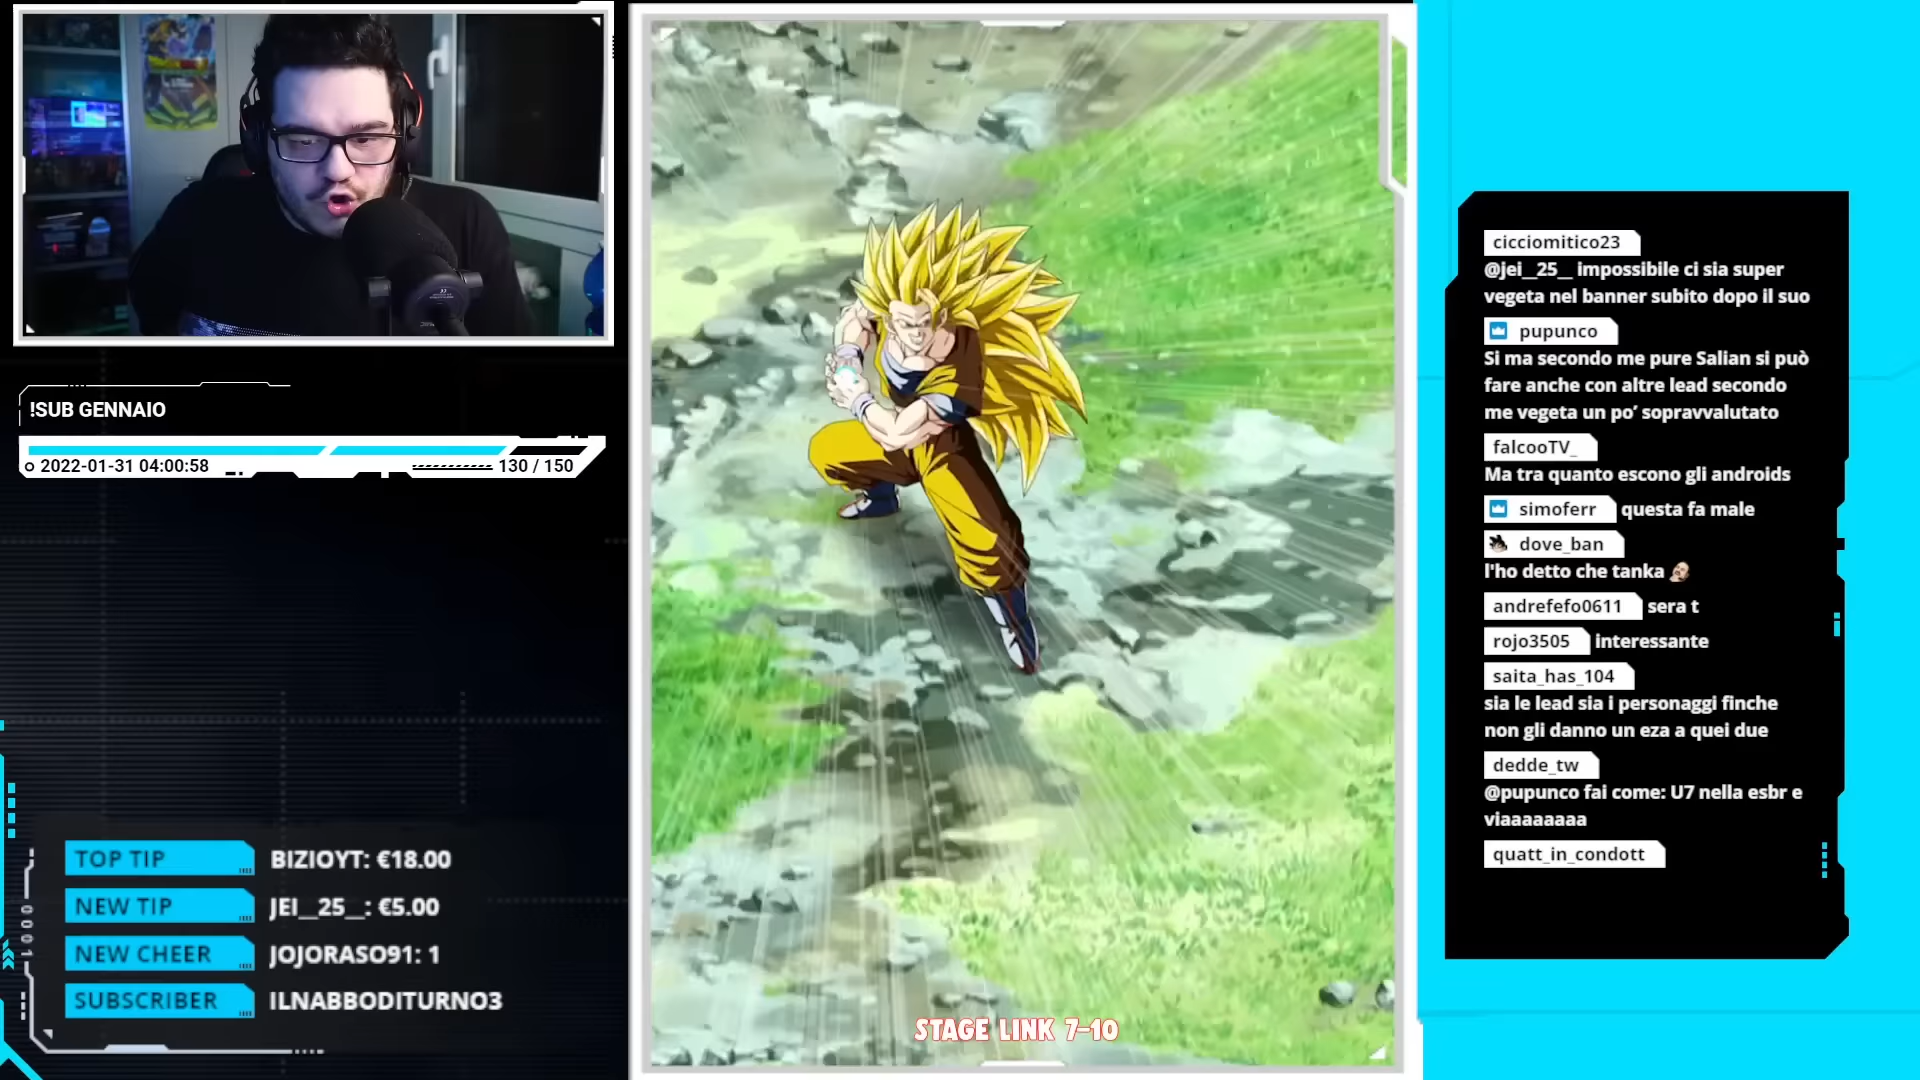 !SUB GENNAIO
2022-01-31 04:00:58
130 / 150
TOP TIP
BIZIOYT: €18.00
NEW TIP
JEI__25__: €5.00
NEW CHEER
JOJORASO91: 1
SUBSCRIBER
ILNABBODITURNO3
0001
STAGE LINK 7-10
cicciomitico23
@jei__25__ impossibile ci sia super
vegeta nel banner subito dopo il suo
pupunco
Si ma secondo me pure SaIian si può
fare anche con altre lead secondo
me vegeta un po’ sopravvalutato
falcooTV_
Ma tra quanto escono gli androids
simoferr questa fa male
dove_ban
l'ho detto che tanka
andrefefo0611 sera t
rojo3505 interessante
saita_has_104
sia le lead sia i personaggi finche
non gli danno un eza a quei due
dedde_tw
@pupunco fai come: U7 nella esbr e
viaaaaaaaa
quatt_in_condott